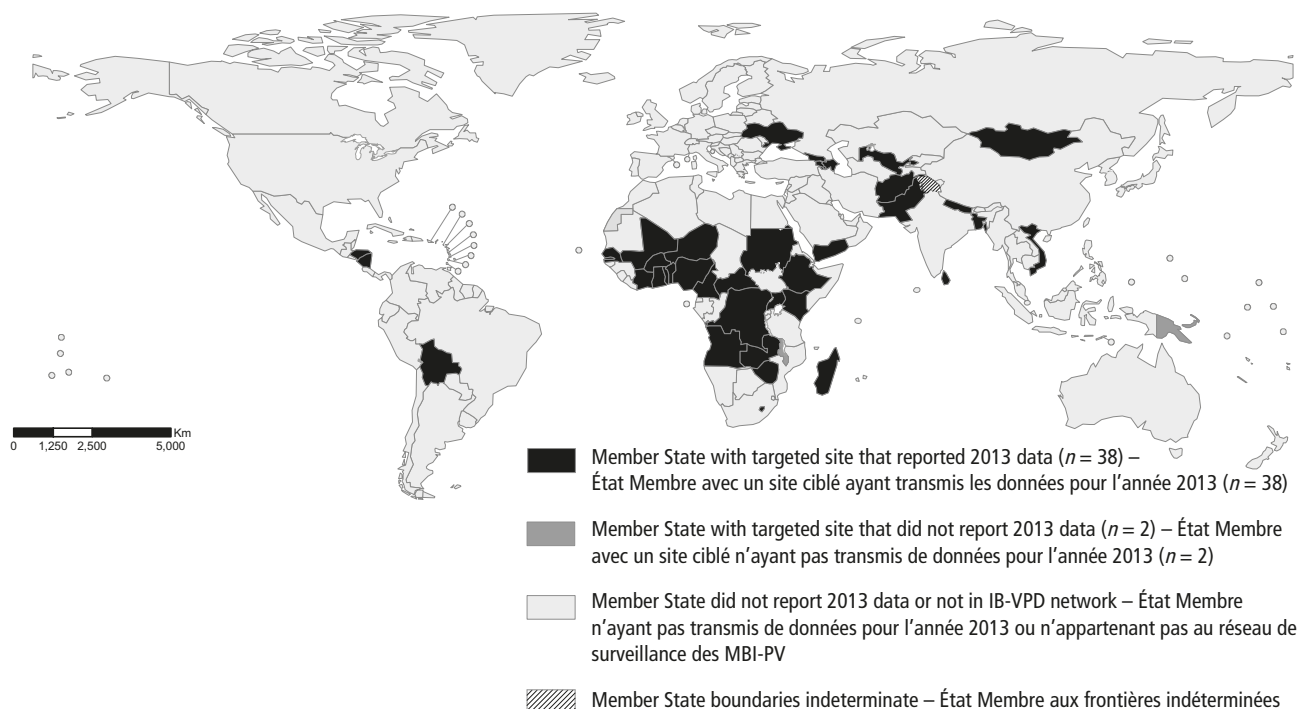 Km
0 1,250 2,500 5,000
Member State with targeted site that reported 2013 data (n = 38) –
État Membre avec un site ciblé ayant transmis les données pour l'année 2013 (n = 38)
Member State with targeted site that did not report 2013 data (n = 2) – État Membre
avec un site ciblé n'ayant pas transmis de données pour l'année 2013 (n = 2)
Member State did not report 2013 data or not in IB-VPD network – État Membre
n'ayant pas transmis de données pour l'année 2013 ou n'appartenant pas au réseau de
surveillance des MBI-PV
Member State boundaries indeterminate – État Membre aux frontières indéterminées